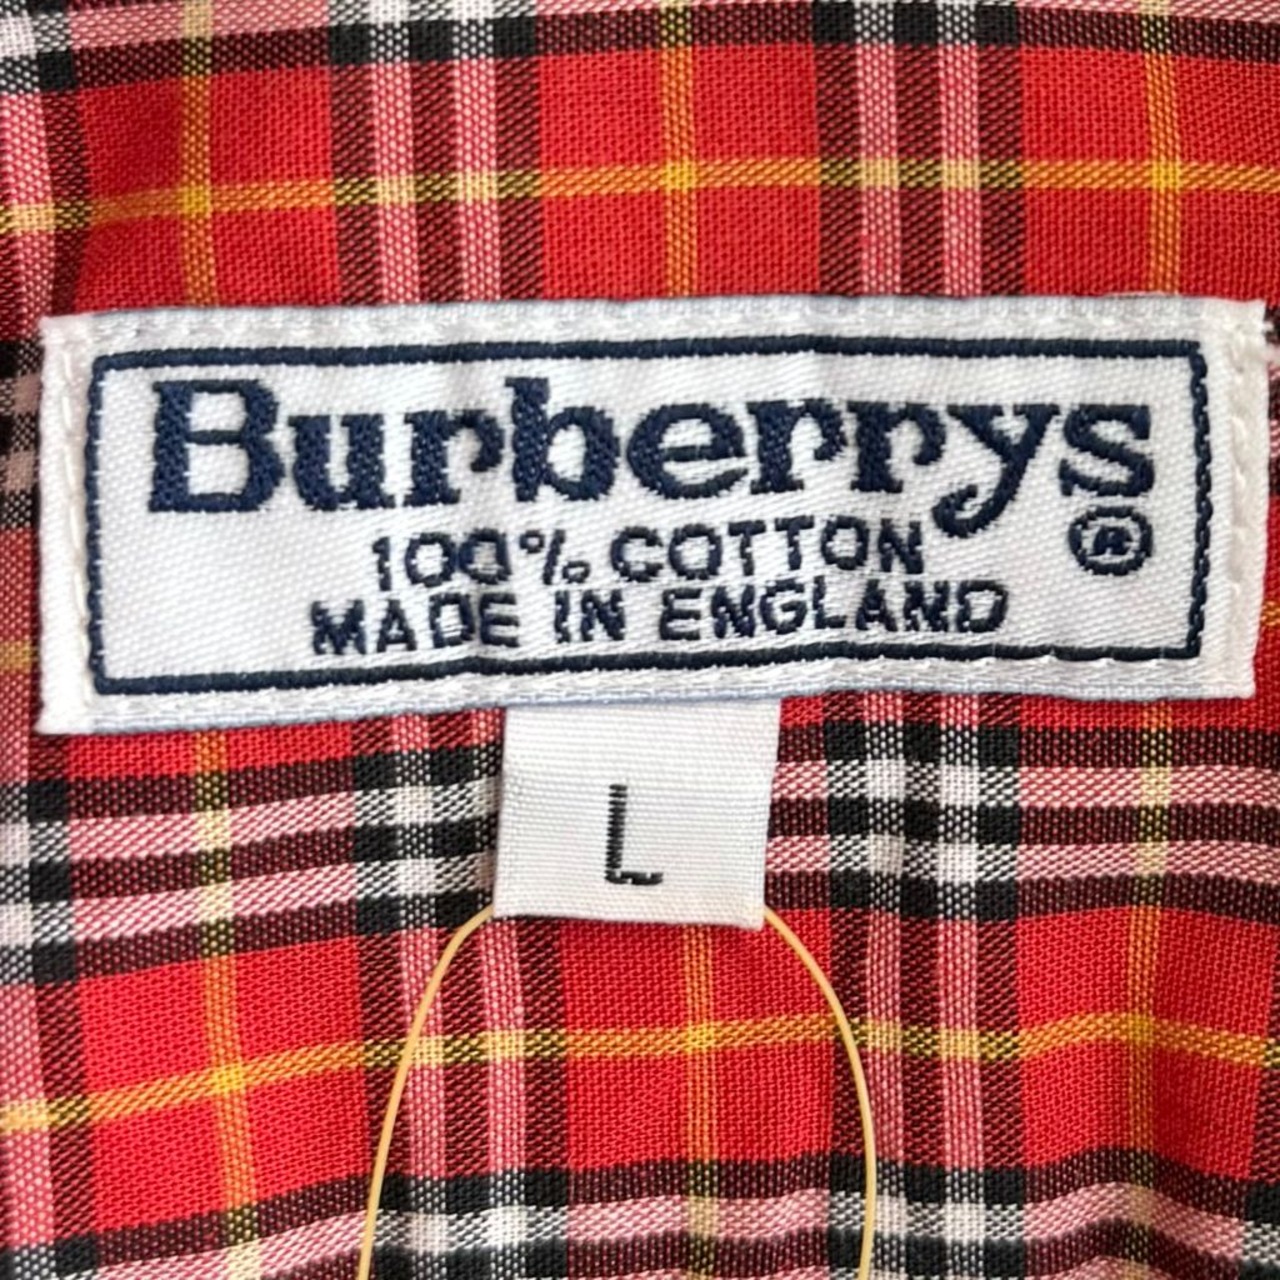 Burberrys
®
100% COTTON
MADE IN ENGLAND
L